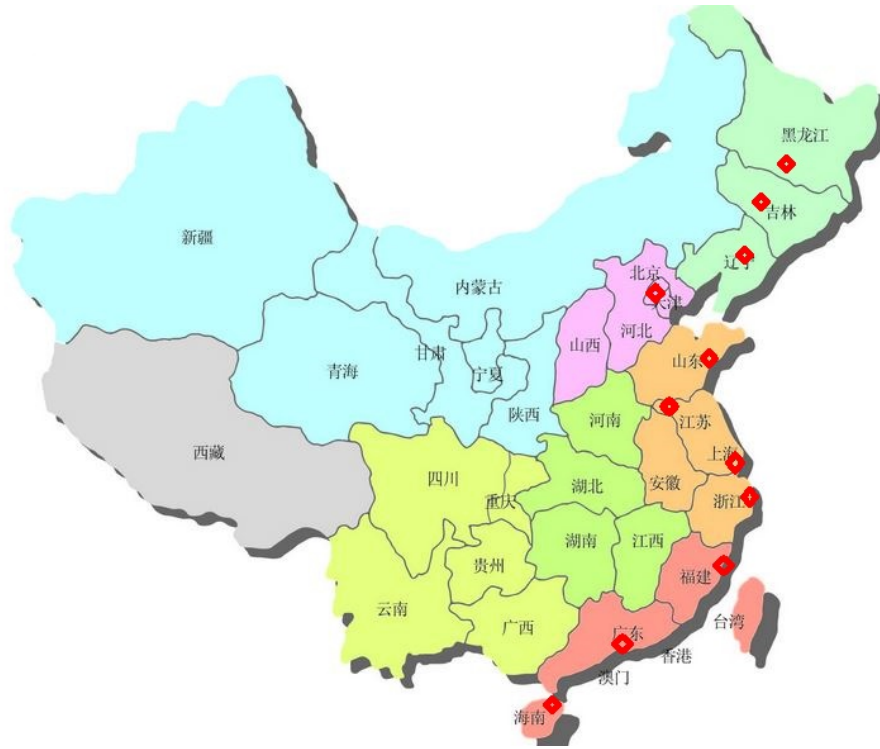 黑龙江
吉林
辽宁
新疆
内蒙古
北京
天津
河北
山西
山东
甘肃
宁夏
青海
陕西
河南
江苏
西藏
四川
重庆
湖北
安徽
上海
浙江
湖南
江西
贵州
福建
云南
广西
广东
台湾
香港
澳门
海南